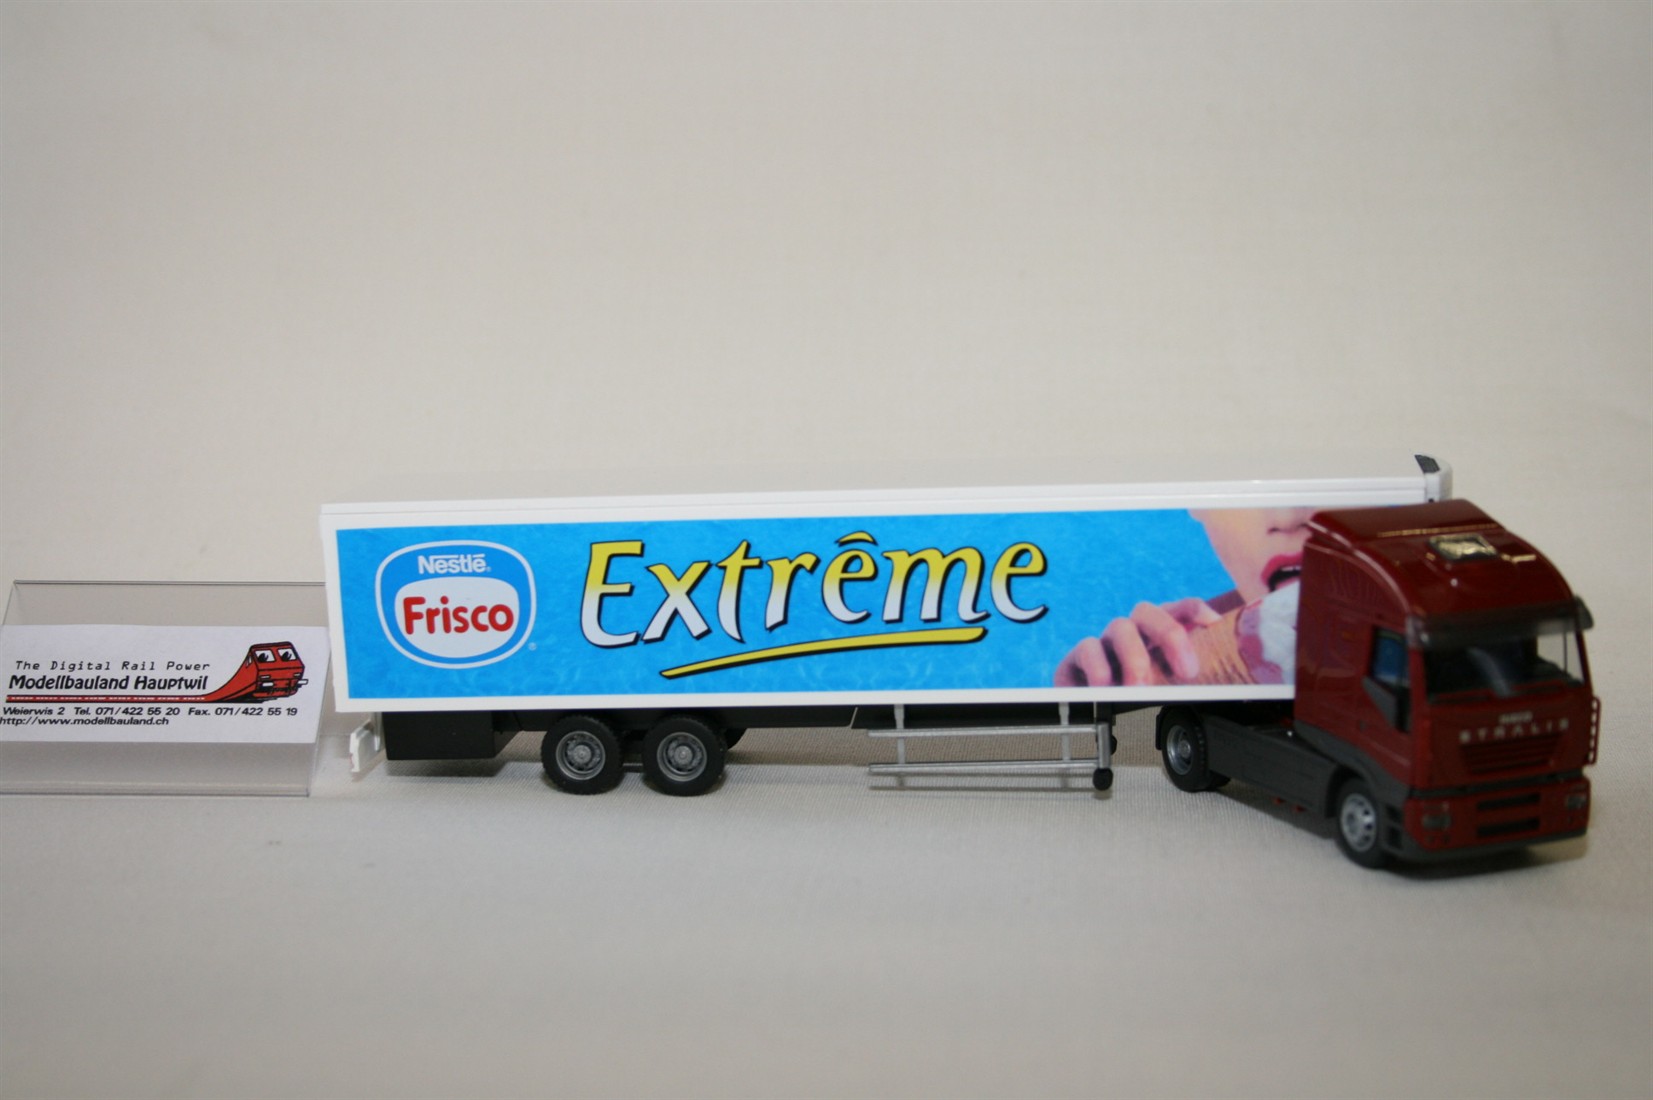 Nestlé
Frisco
Extrême
The Digital Rail Power
Modellbauland Hauptwil
Weierwis 2 Tel. 071/422 55 20 Fax. 071/422 55 19
http://www.modellbauland.ch
IVECO
STRALIS